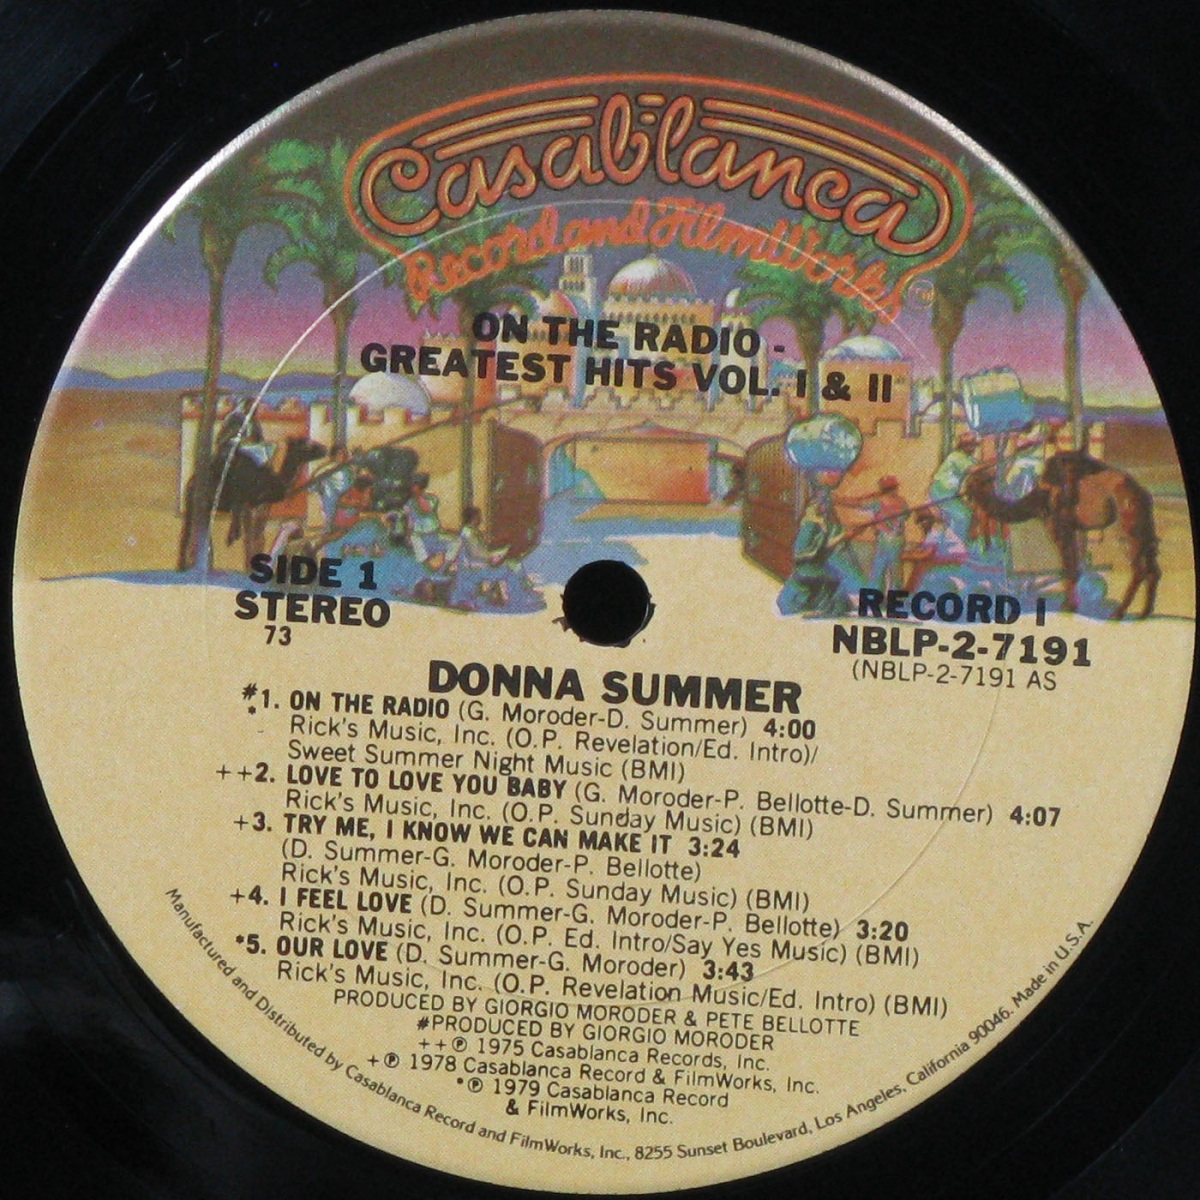 Casablanca
Record and FilmWorks
TM
ON THE RADIO -
GREATEST HITS VOL. I & II
SIDE 1
STEREO
73
RECORD I
NBLP-2-7191
(NBLP-2-7191 AS
DONNA SUMMER
#*1. ON THE RADIO (G. Moroder-D. Summer) 4:00
Rick's Music, Inc. (O.P. Revelation/Ed. Intro)/
Sweet Summer Night Music (BMI)
++2. LOVE TO LOVE YOU BABY (G. Moroder-P. Bellotte-D. Summer) 4:07
Rick's Music, Inc. (O.P. Sunday Music) (BMI)
+3. TRY ME, I KNOW WE CAN MAKE IT 3:24
(D. Summer-G. Moroder-P. Bellotte)
Rick's Music, Inc. (O.P. Sunday Music) (BMI)
+4. I FEEL LOVE (D. Summer-G. Moroder-P. Bellotte) 3:20
Rick's Music, Inc. (O.P. Ed. Intro/Say Yes Music) (BMI)
*5. OUR LOVE (D. Summer-G. Moroder) 3:43
Rick's Music, Inc. (O.P. Revelation Music/Ed. Intro) (BMI)
PRODUCED BY GIORGIO MORODER & PETE BELLOTTE
#PRODUCED BY GIORGIO MORODER
++℗ 1975 Casablanca Records, Inc.
+℗ 1978 Casablanca Record & FilmWorks, Inc.
*℗ 1979 Casablanca Record
& FilmWorks, Inc.
Manufactured and Distributed by Casablanca Record and FilmWorks, Inc., 8255 Sunset Boulevard, Los Angeles, California 90046. Made in U.S.A.